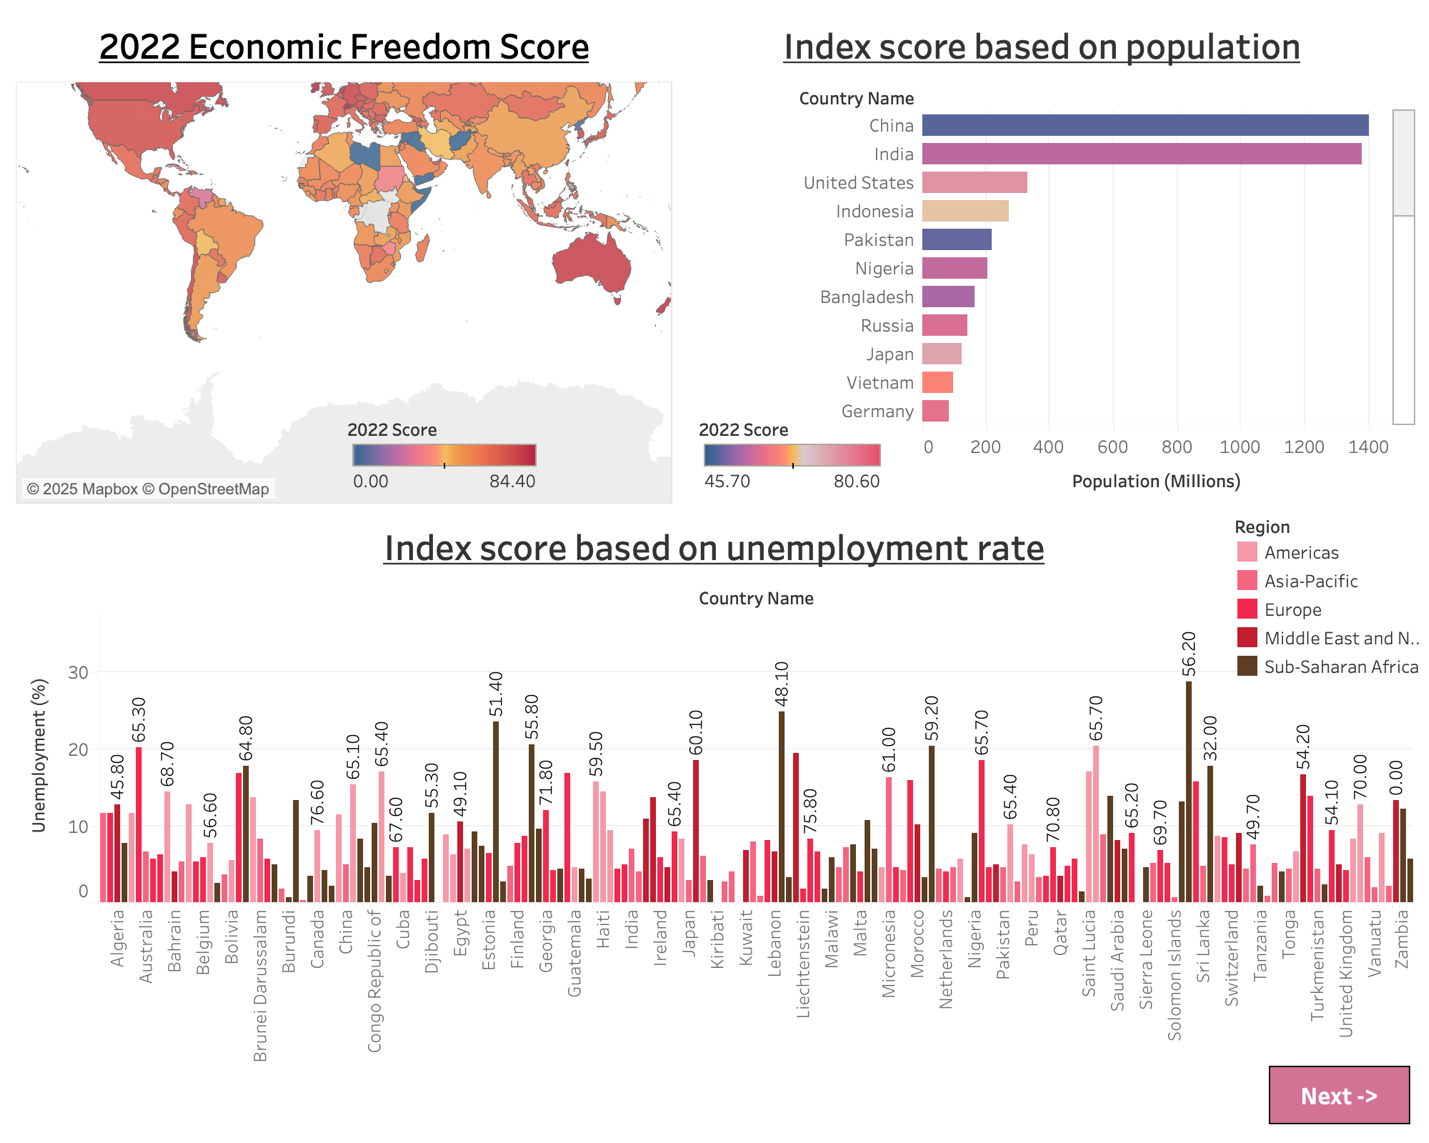 2022 Economic Freedom Score
2022 Score
0.00 84.40
© 2025 Mapbox © OpenStreetMap
Index score based on population
Country Name
China
India
United States
Indonesia
Pakistan
Nigeria
Bangladesh
Russia
Japan
Vietnam
Germany
0 200 400 600 800 1000 1200 1400
Population (Millions)
2022 Score
45.70 80.60
Index score based on unemployment rate
Region
Americas
Asia-Pacific
Europe
Middle East and N..
Sub-Saharan Africa
Country Name
Unemployment (%)
30
20
10
0
45.80
65.30
68.70
56.60
64.80
76.60
65.10
65.40
67.60
55.30
49.10
51.40
55.80
71.80
59.50
65.40
60.10
48.10
75.80
61.00
59.20
65.70
65.40
70.80
65.70
65.20
69.70
56.20
32.00
49.70
54.20
54.10
70.00
0.00
Algeria
Australia
Bahrain
Belgium
Bolivia
Brunei Darussalam
Burundi
Canada
China
Congo Republic of
Cuba
Djibouti
Egypt
Estonia
Finland
Georgia
Guatemala
Haiti
India
Ireland
Japan
Kiribati
Kuwait
Lebanon
Liechtenstein
Malawi
Malta
Micronesia
Morocco
Netherlands
Nigeria
Pakistan
Peru
Qatar
Saint Lucia
Saudi Arabia
Sierra Leone
Solomon Islands
Sri Lanka
Switzerland
Tanzania
Tonga
Turkmenistan
United Kingdom
Vanuatu
Zambia
Next ->